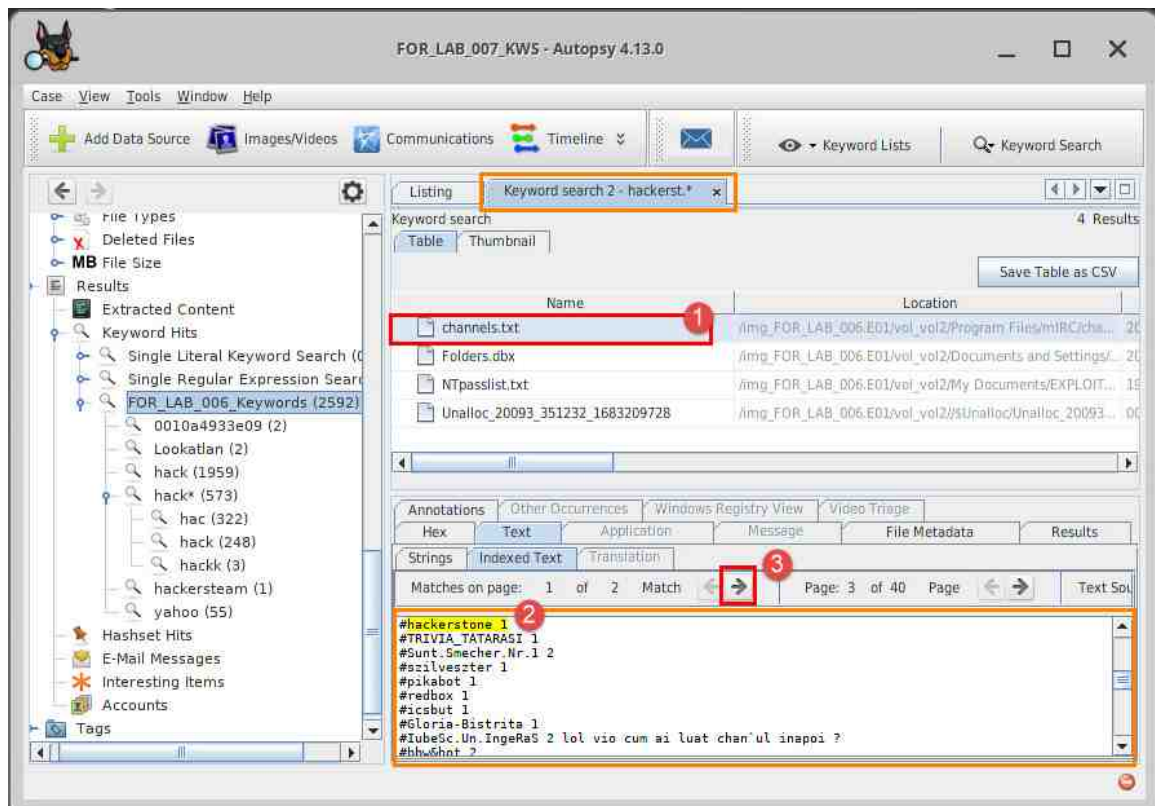 FOR_LAB_007_KWS - Autopsy 4.13.0
Case View Tools Window Help
Add Data Source Images/Videos Communications Timeline Keyword Lists Keyword Search
File Types
Deleted Files
MB File Size
Results
Extracted Content
Keyword Hits
Single Literal Keyword Search (
Single Regular Expression Sear
FOR_LAB_006_Keywords (2592)
0010a4933e09 (2)
Lookatlan (2)
hack (1959)
hack* (573)
hac (322)
hack (248)
hackk (3)
hackersteam (1)
yahoo (55)
Hashset Hits
E-Mail Messages
Interesting Items
Accounts
Tags
Listing Keyword search 2 - hackerst.* x
Keyword search 4 Results
Table Thumbnail
Save Table as CSV
Name Location
1
channels.txt /img_FOR_LAB_006.E01/vol_vol2/Program Files/mIRC/cha... 20
Folders.dbx /img_FOR_LAB_006.E01/vol_vol2/Documents and Settings/... 20
NTpasslist.txt /img_FOR_LAB_006.E01/vol_vol2/My Documents/EXPLOIT... 19
Unalloc_20093_351232_1683209728 /img_FOR_LAB_006.E01/vol_vol2//$Unalloc/Unalloc_20093... 00
Annotations Other Occurrences Windows Registry View Video Triage
Hex Text Application Message File Metadata Results
Strings Indexed Text Translation
3
Matches on page: 1 of 2 Match Page: 3 of 40 Page Text Sou
2
#hackerstone 1
#TRIVIA_TATARASI 1
#Sunt.Smecher.Nr.1 2
#szilveszter 1
#pikabot 1
#redbox 1
#icsbut 1
#Gloria-Bistrita 1
#IubeSc.Un.IngeRaS 2 lol vio cum ai luat chan`ul inapoi ?